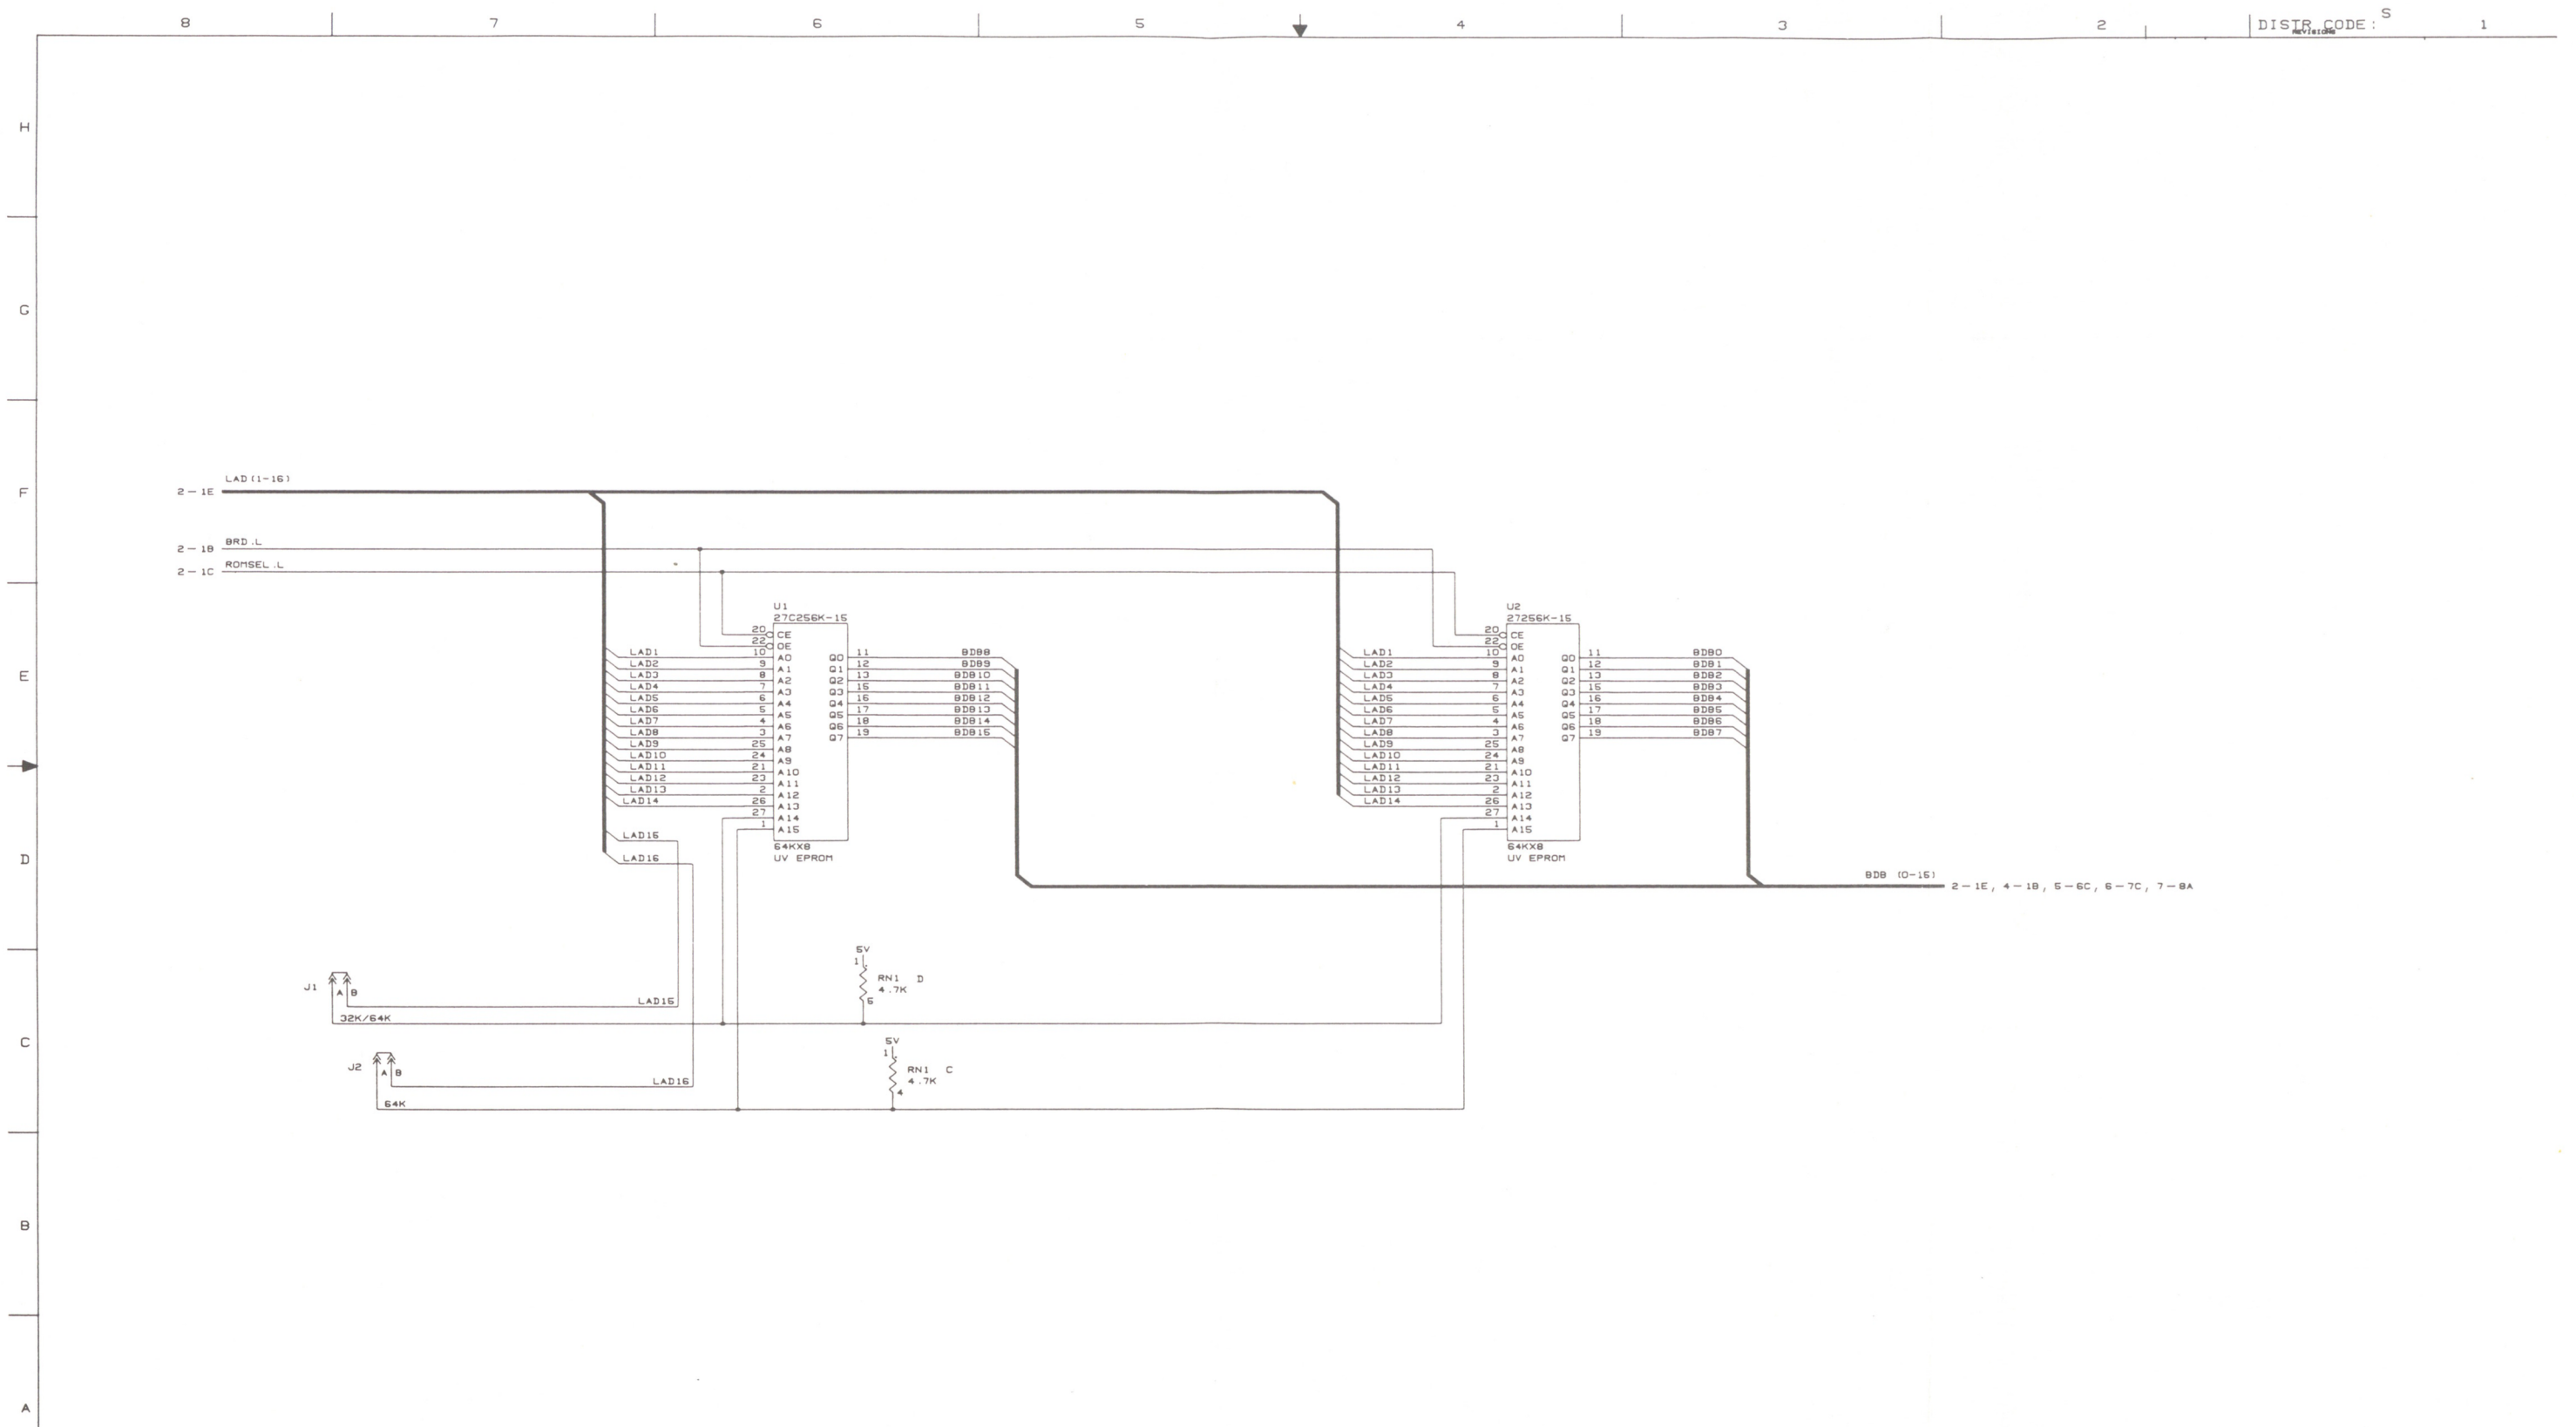 8 7 6 5 4 3 2 DISTR.CODE: S 1
REVISIONS
H
G
F
E
D
C
B
A
LAD(1-16)
2-1E
BRD.L
2-1B
ROMSEL.L
2-1C
U1
27C256K-15
20 CE
22 OE
LAD1 10 A0 Q0 11 BDB8
LAD2 9 A1 Q1 12 BDB9
LAD3 8 A2 Q2 13 BDB10
LAD4 7 A3 Q3 15 BDB11
LAD5 6 A4 Q4 16 BDB12
LAD6 5 A5 Q5 17 BDB13
LAD7 4 A6 Q6 18 BDB14
LAD8 3 A7 Q7 19 BDB15
LAD9 25 A8
LAD10 24 A9
LAD11 21 A10
LAD12 23 A11
LAD13 2 A12
LAD14 26 A13
27 A14
1 A15
LAD15
LAD16
64KX8
UV EPROM
U2
27256K-15
20 CE
22 OE
LAD1 10 A0 Q0 11 BDB0
LAD2 9 A1 Q1 12 BDB1
LAD3 8 A2 Q2 13 BDB2
LAD4 7 A3 Q3 15 BDB3
LAD5 6 A4 Q4 16 BDB4
LAD6 5 A5 Q5 17 BDB5
LAD7 4 A6 Q6 18 BDB6
LAD8 3 A7 Q7 19 BDB7
LAD9 25 A8
LAD10 24 A9
LAD11 21 A10
LAD12 23 A11
LAD13 2 A12
LAD14 26 A13
27 A14
1 A15
64KX8
UV EPROM
BDB (0-15)
2-1E, 4-1B, 5-6C, 6-7C, 7-8A
J1 A B
LAD15
32K/64K
5V
1
RN1 D
4.7K
5
J2 A B
LAD16
64K
5V
1
RN1 C
4.7K
4